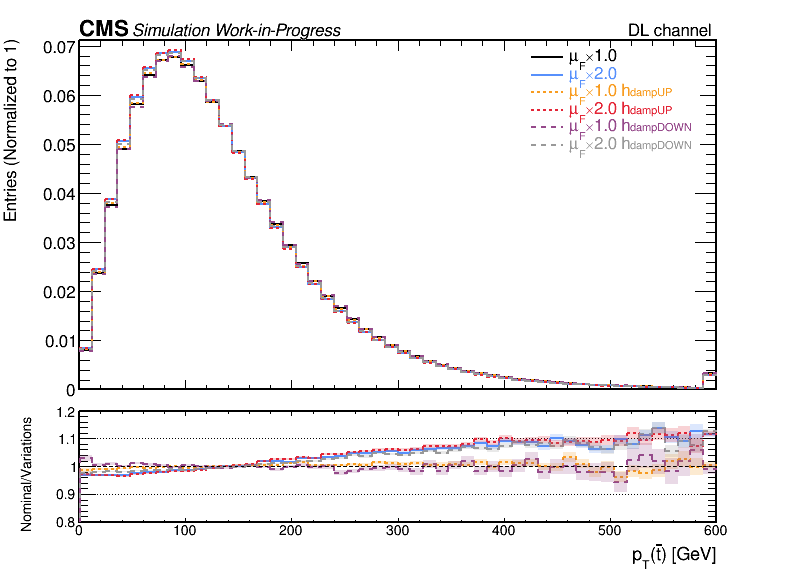 CMS Simulation Work-in-Progress DL channel
Entries (Normalized to 1)
0.07
0.06
0.05
0.04
0.03
0.02
0.01
0
μF×1.0
μF×2.0
μF×1.0 hdampUP
μF×2.0 hdampUP
μF×1.0 hdampDOWN
μF×2.0 hdampDOWN
Nominal/Variations
1.2
1.1
1
0.9
0.8
0 100 200 300 400 500 600
pT(t̄) [GeV]